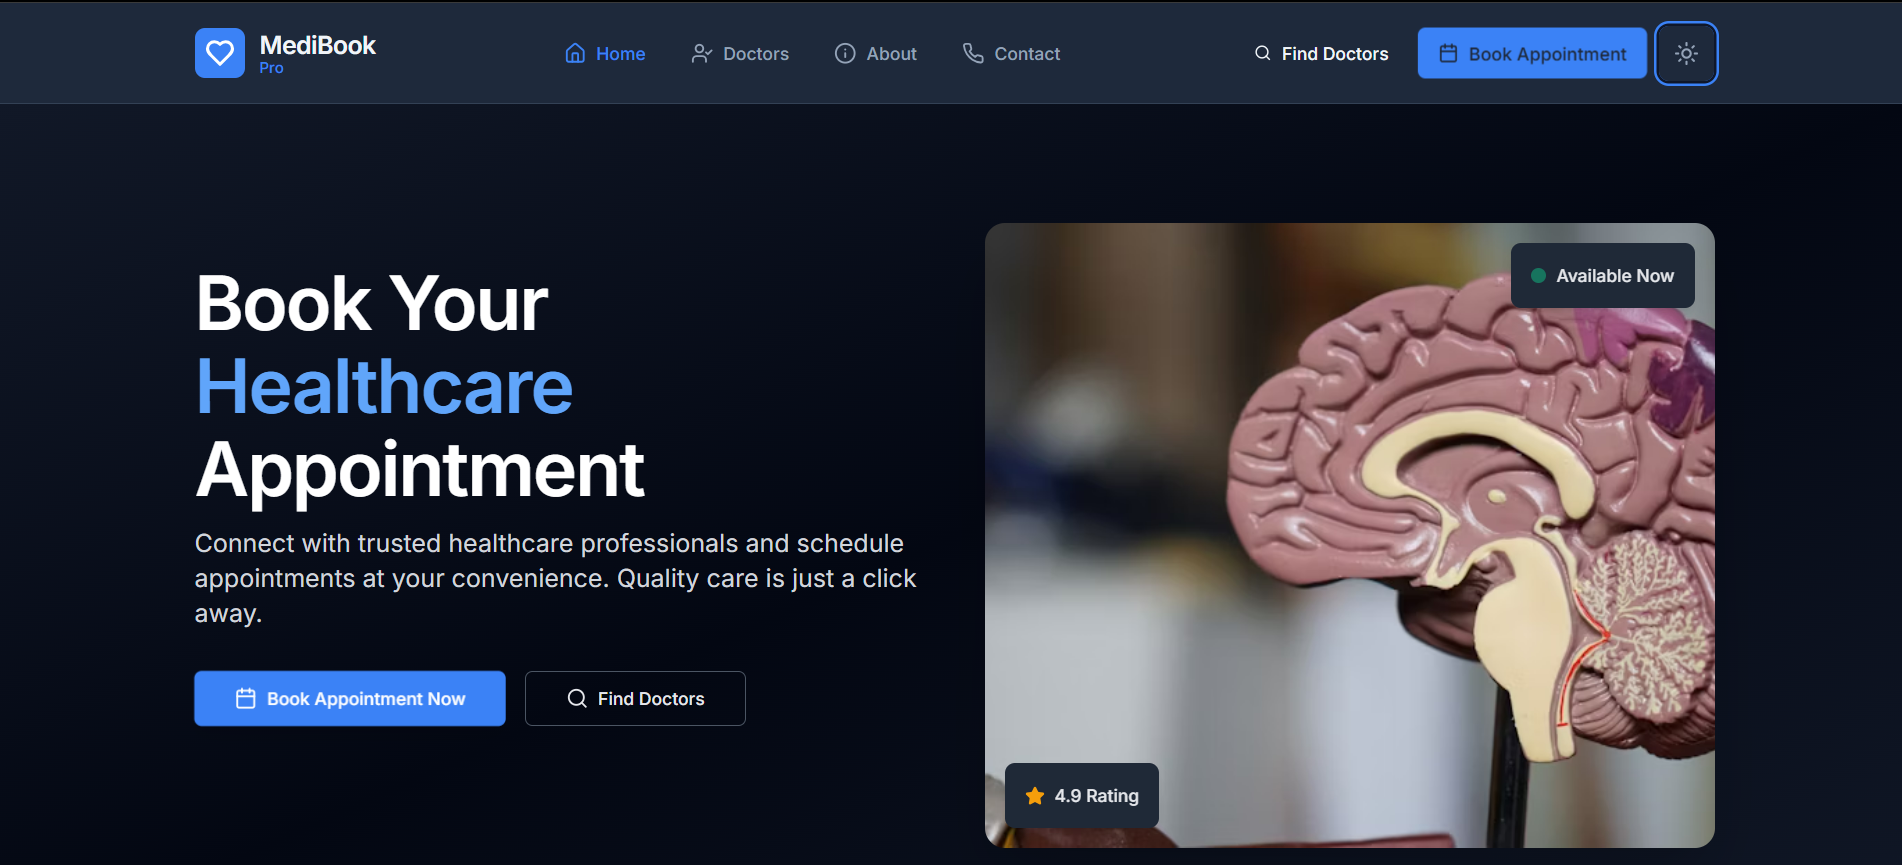 MediBook
Pro
Home
Doctors
About
Contact
Find Doctors
Book Appointment
Available Now
Book Your
Healthcare
Appointment
Connect with trusted healthcare professionals and schedule
appointments at your convenience. Quality care is just a click
away.
Book Appointment Now
Find Doctors
4.9 Rating